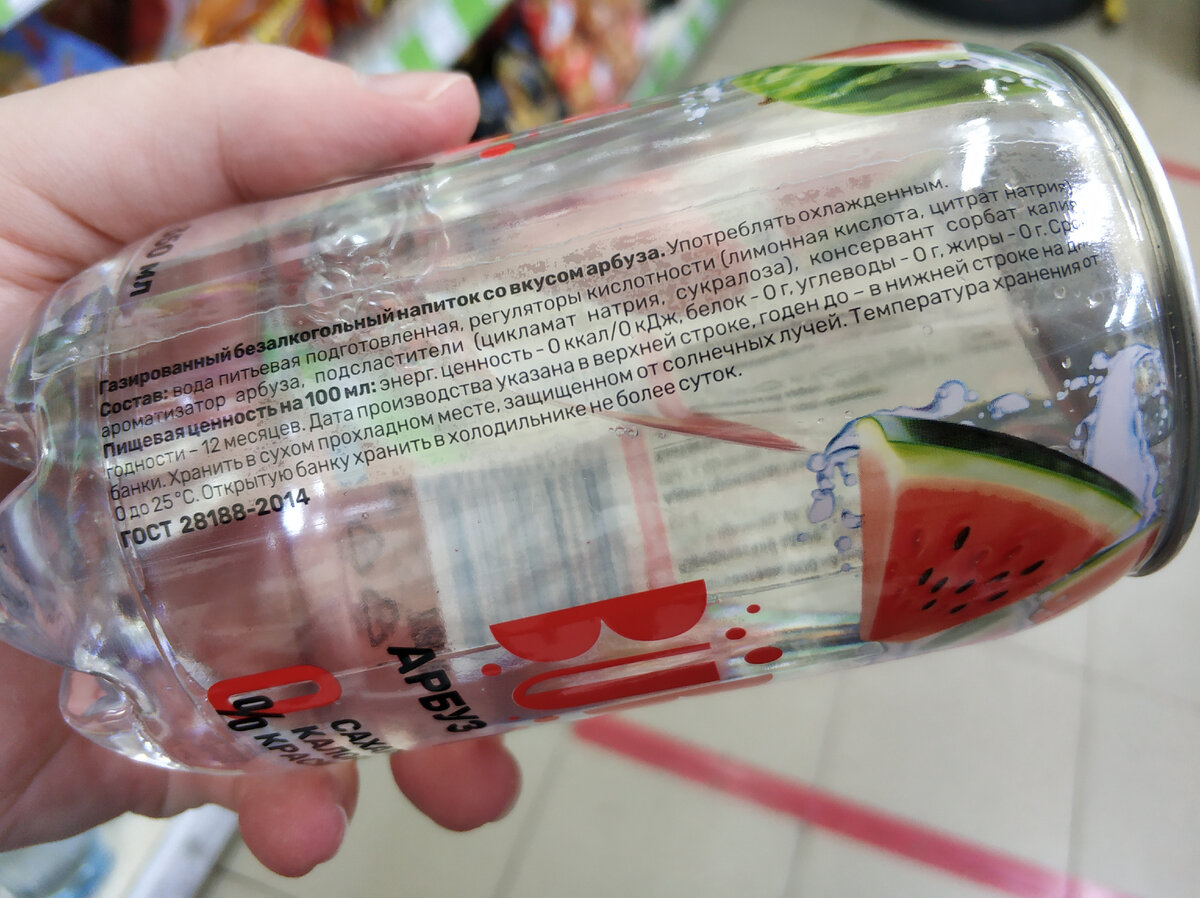 Газированный безалкогольный напиток со вкусом арбуза. Употреблять охлажденным.
Состав: вода питьевая подготовленная, регуляторы кислотности (лимонная кислота, цитрат натрия),
ароматизатор арбуза, подсластители (цикламат натрия, сукралоза), консервант сорбат калия
Пищевая ценность на 100 мл: энерг. ценность - 0 ккал/0 кДж, белок - 0 г, углеводы - 0 г, жиры - 0 г. Срок
годности – 12 месяцев. Дата производства указана в верхней строке, годен до – в нижней строке на дне
банки. Хранить в сухом прохладном месте, защищенном от солнечных лучей. Температура хранения от
0 до 25 °С. Открытую банку хранить в холодильнике не более суток.
ГОСТ 28188-2014
МЛ
АРБУЗ
0%